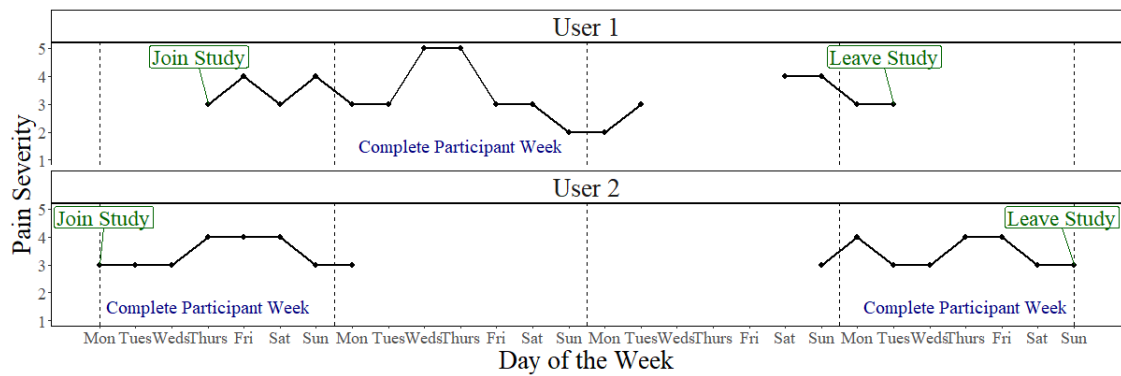 User 1
5
4
3
2
1
Join Study
Leave Study
Complete Participant Week
Pain Severity
User 2
5
4
3
2
1
Join Study
Leave Study
Complete Participant Week
Complete Participant Week
Mon Tues Weds Thurs Fri Sat Sun Mon Tues Weds Thurs Fri Sat Sun Mon Tues Weds Thurs Fri Sat Sun Mon Tues Weds Thurs Fri Sat Sun
Day of the Week